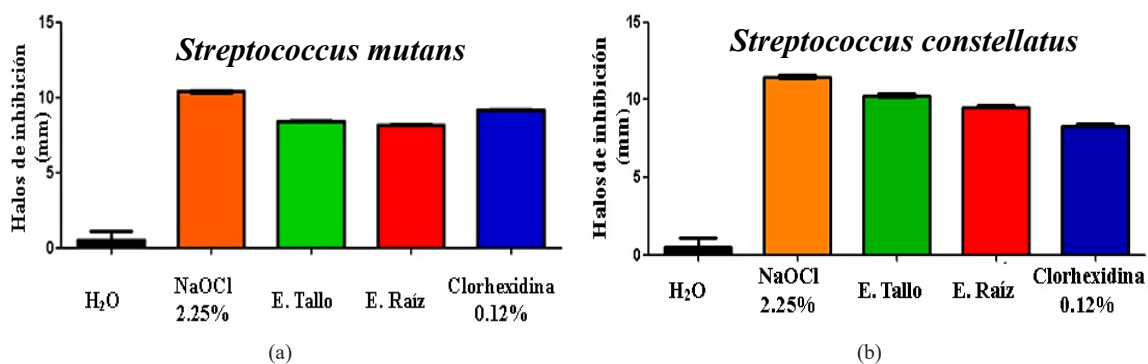 Streptococcus mutans
Halos de inhibición
(mm)
15
10
5
0
H₂O
NaOCl
2.25%
E. Tallo
E. Raíz
Clorhexidina
0.12%
(a)
Streptococcus constellatus
Halos de inhibición
(mm)
15
10
5
0
H₂O
NaOCl
2.25%
E. Tallo
E. Raíz
Clorhexidina
0.12%
(b)